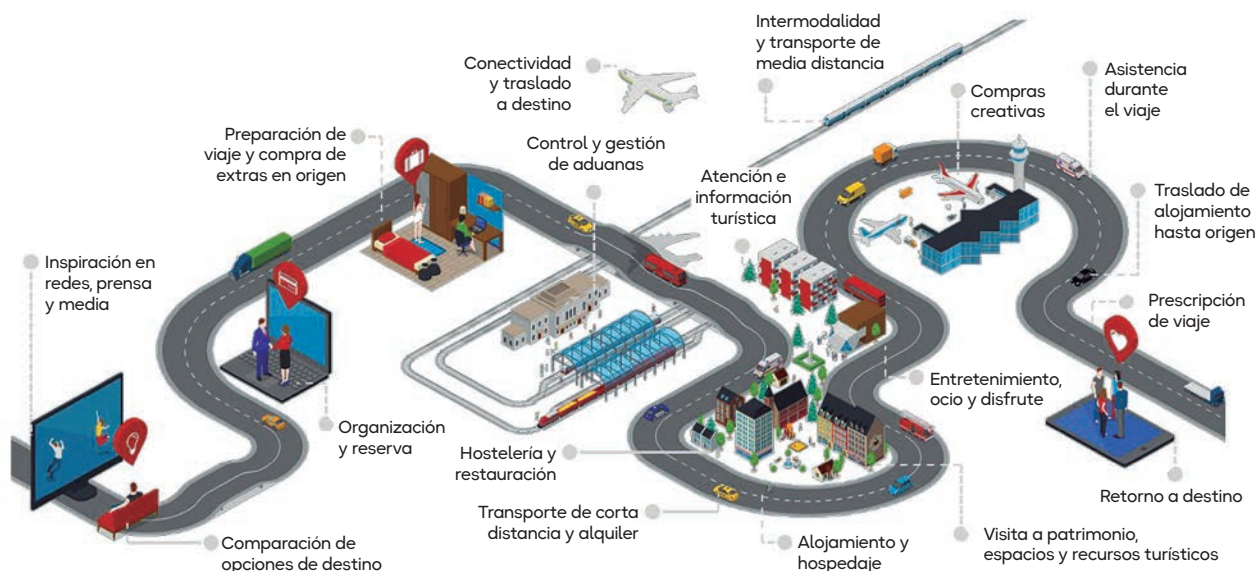 Inspiración en
redes, prensa
y media
Comparación de
opciones de destino
Organización
y reserva
Preparación de
viaje y compra de
extras en origen
Conectividad
y traslado
a destino
Control y gestión
de aduanas
Intermodalidad
y transporte de
media distancia
Atención e
información
turística
Hostelería y
restauración
Transporte de corta
distancia y alquiler
Alojamiento y
hospedaje
Visita a patrimonio,
espacios y recursos turísticos
Entretenimiento,
ocio y disfrute
Compras
creativas
Asistencia
durante
el viaje
Traslado de
alojamiento
hasta origen
Prescripción
de viaje
Retorno a destino